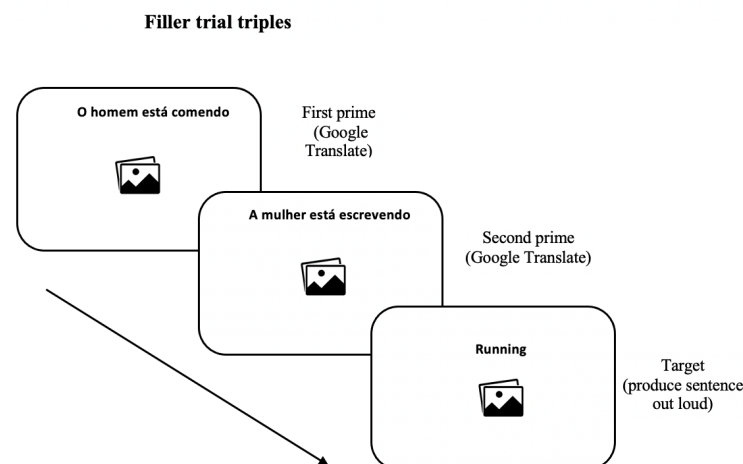 Filler trial triples
O homem está comendo
First prime
(Google
Translate)
A mulher está escrevendo
Second prime
(Google Translate)
Running
Target
(produce sentence
out loud)